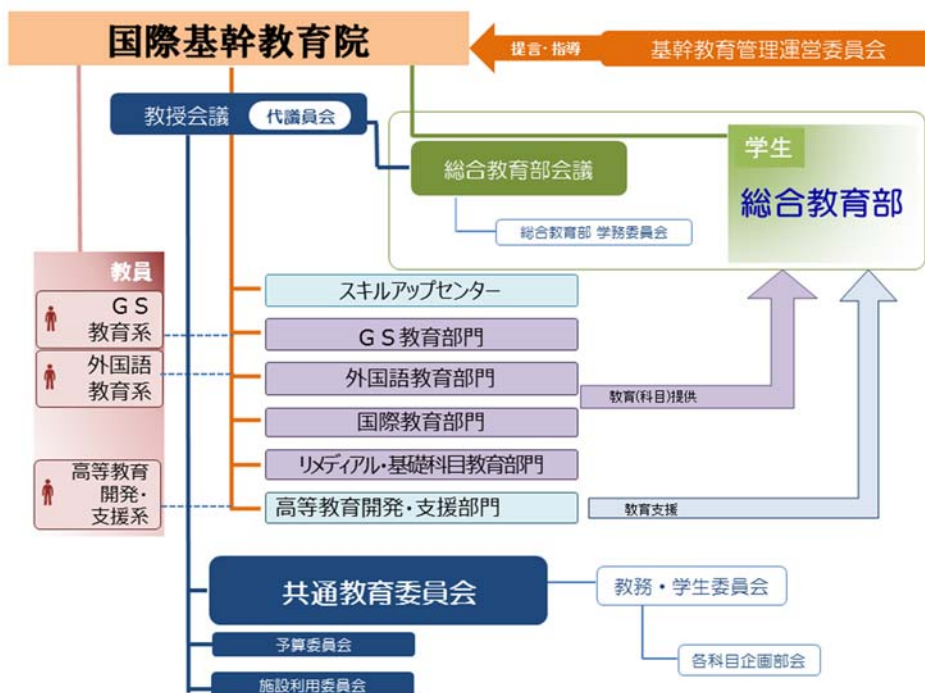 国際基幹教育院
提言・指導
基幹教育管理運営委員会
教授会議
代議員会
学生
総合教育部会議
総合教育部
総合教育部 学務委員会
教員
ＧＳ
教育系
外国語
教育系
高等教育
開発・
支援系
スキルアップセンター
ＧＳ教育部門
外国語教育部門
教育(科目)提供
国際教育部門
リメディアル・基礎科目教育部門
高等教育開発・支援部門
教育支援
共通教育委員会
教務・学生委員会
予算委員会
各科目企画部会
施設利用委員会